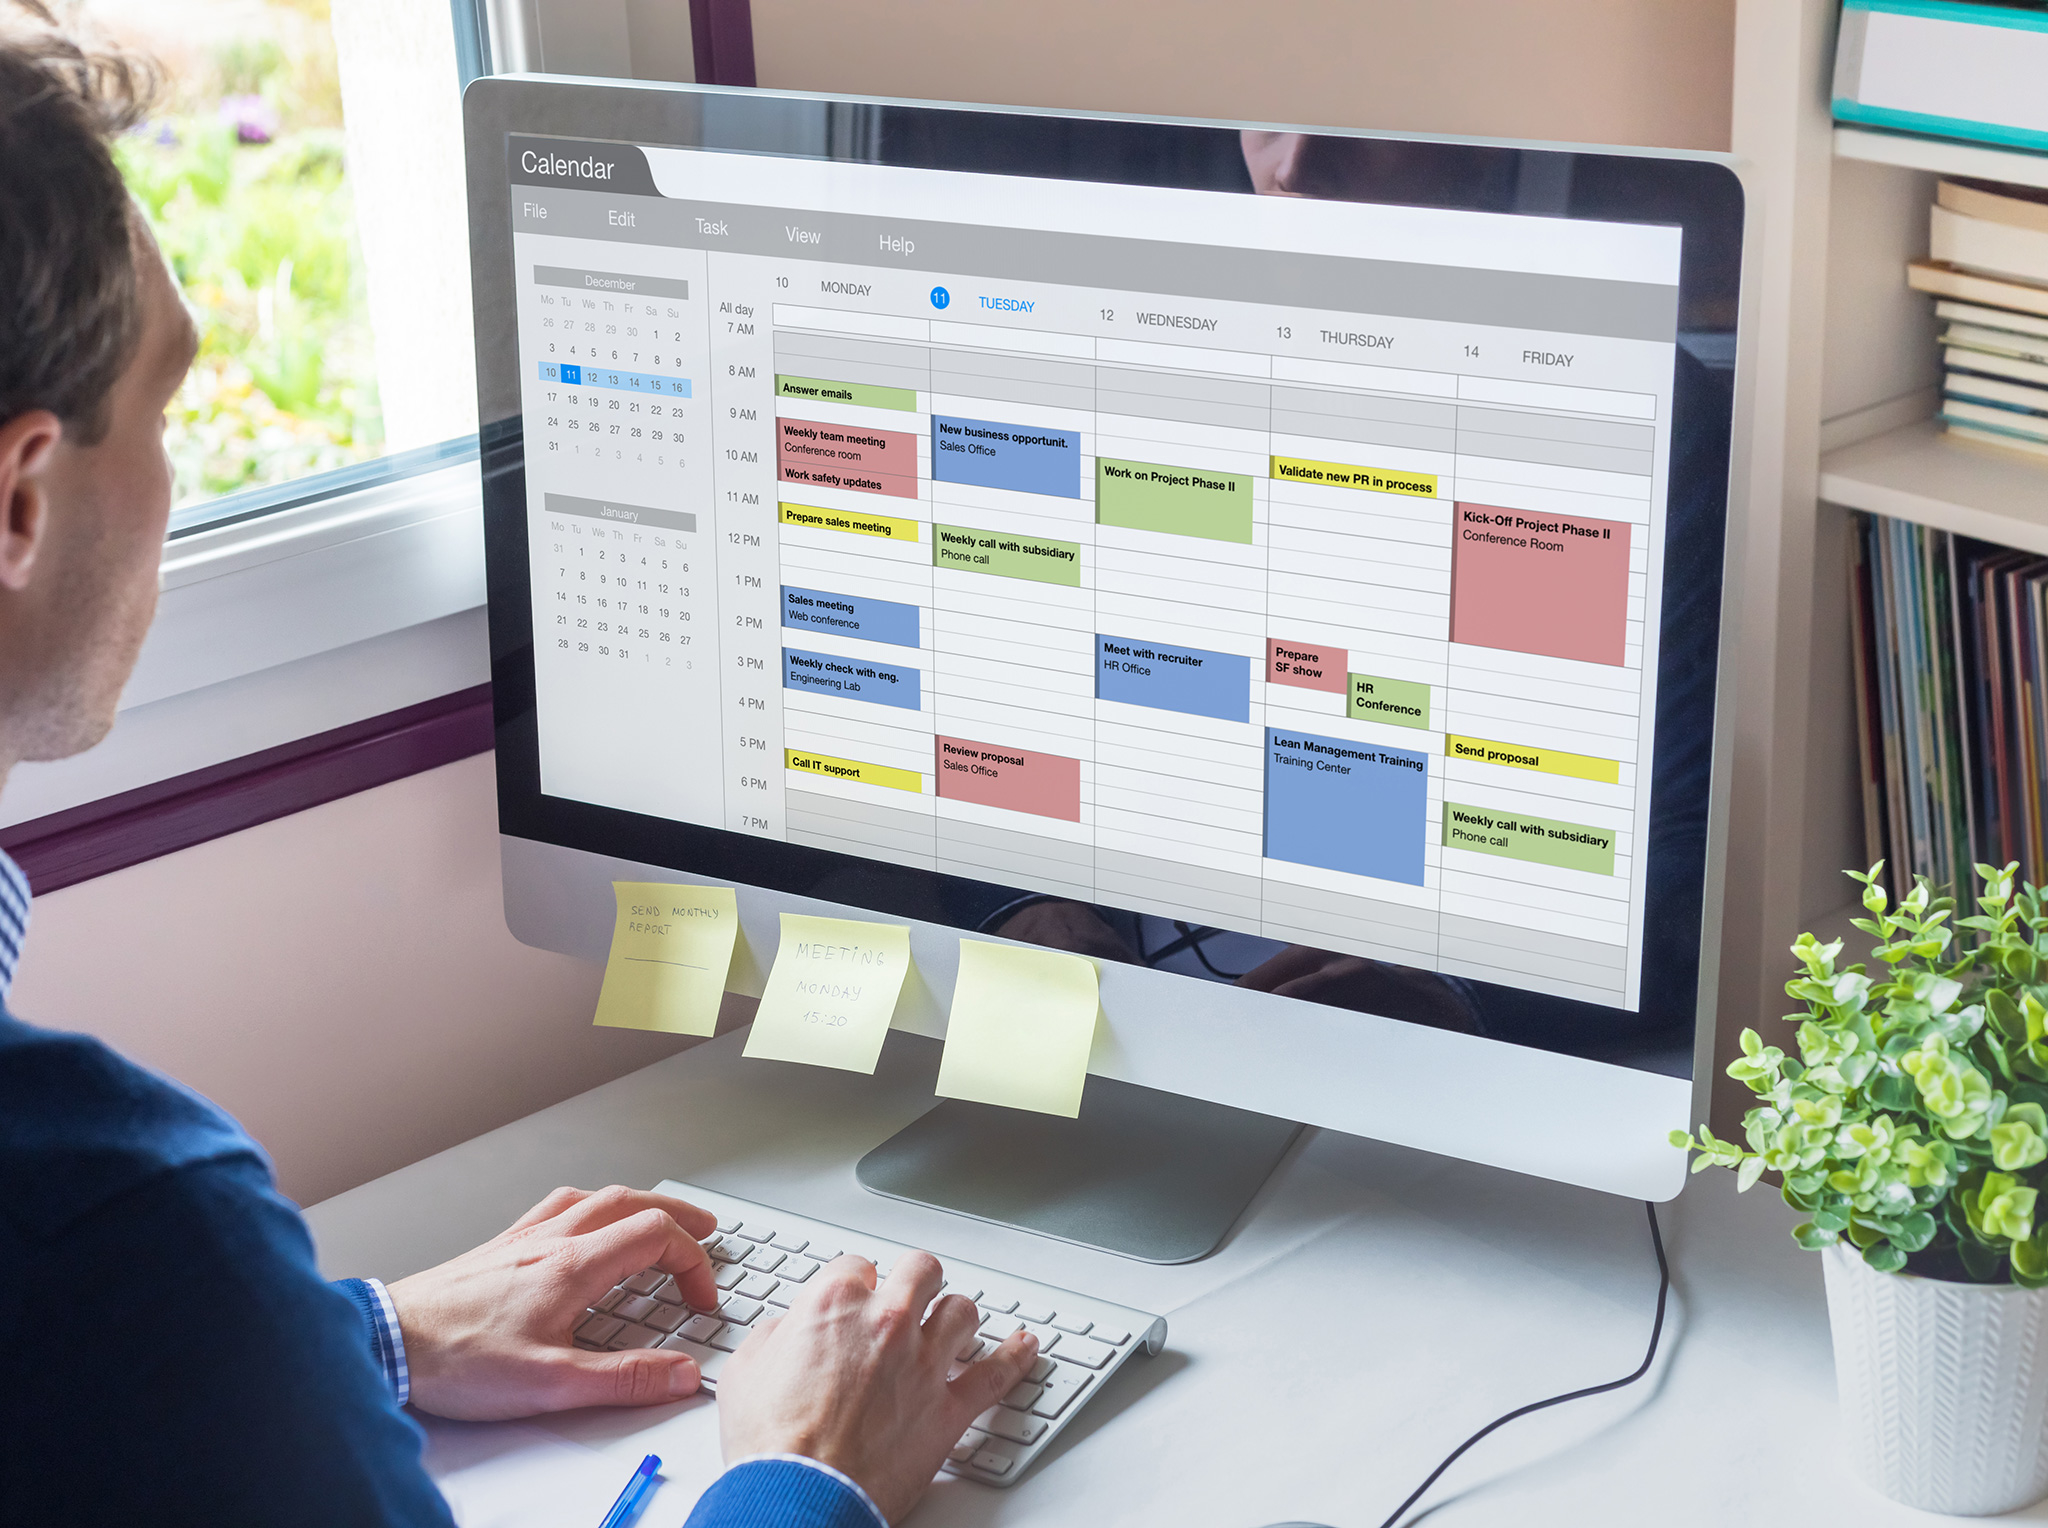 Calendar
File Edit Task View Help
December
Mo Tu We Th Fr Sa Su
26 27 28 29 30 1 2
3 4 5 6 7 8 9
10 11 12 13 14 15 16
17 18 19 20 21 22 23
24 25 26 27 28 29 30
31 1 2 3 4 5 6
January
Mo Tu We Th Fr Sa Su
31 1 2 3 4 5 6
7 8 9 10 11 12 13
14 15 16 17 18 19 20
21 22 23 24 25 26 27
28 29 30 31 1 2 3
10 MONDAY
11 TUESDAY
12 WEDNESDAY
13 THURSDAY
14 FRIDAY
All day
7 AM
8 AM
9 AM
10 AM
11 AM
12 PM
1 PM
2 PM
3 PM
4 PM
5 PM
6 PM
7 PM
Answer emails
Weekly team meeting
Conference room
Work safety updates
Prepare sales meeting
Sales meeting
Web conference
Weekly check with eng.
Engineering Lab
Call IT support
New business opportunit.
Sales Office
Weekly call with subsidiary
Phone call
Review proposal
Sales Office
Work on Project Phase II
Meet with recruiter
HR Office
Validate new PR in process
Prepare
SF show
HR
Conference
Lean Management Training
Training Center
Kick-Off Project Phase II
Conference Room
Send proposal
Weekly call with subsidiary
Phone call
SEND MONTHLY
REPORT
MEETING
MONDAY
15:20